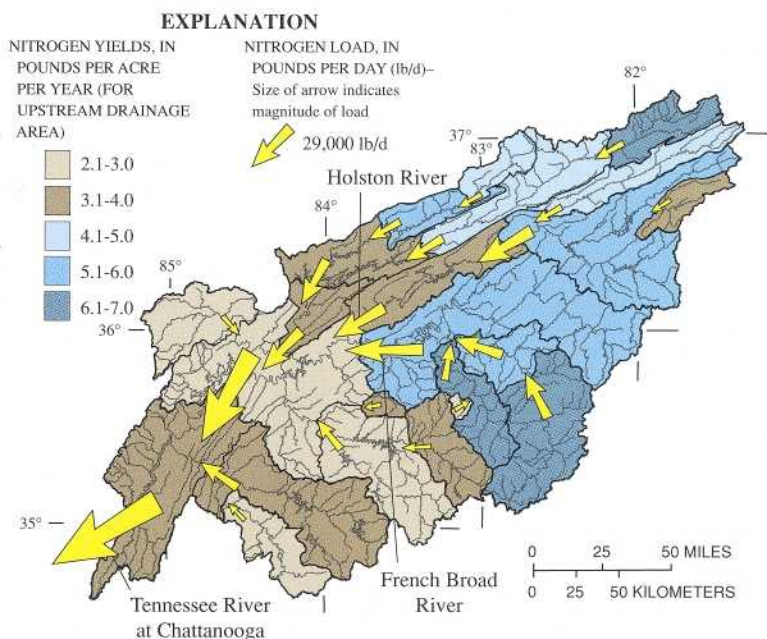 EXPLANATION
NITROGEN YIELDS, IN
POUNDS PER ACRE
PER YEAR (FOR
UPSTREAM DRAINAGE
AREA)
2.1-3.0
3.1-4.0
4.1-5.0
5.1-6.0
6.1-7.0
NITROGEN LOAD, IN
POUNDS PER DAY (lb/d)–
Size of arrow indicates
magnitude of load
29,000 lb/d
Holston River
82°
37°
83°
84°
85°
36°
35°
0 25 50 MILES
0 25 50 KILOMETERS
French Broad
River
Tennessee River
at Chattanooga